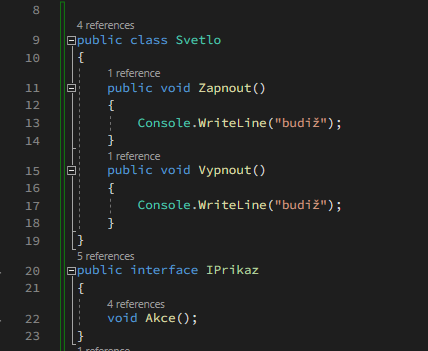 8
4 references
9 public class Svetlo
10 {
1 reference
11 public void Zapnout()
12 {
13 Console.WriteLine("budiž");
14 }
1 reference
15 public void Vypnout()
16 {
17 Console.WriteLine("budiž");
18 }
19 }
5 references
20 public interface IPrikaz
21 {
4 references
22 void Akce();
23 }
1 reference